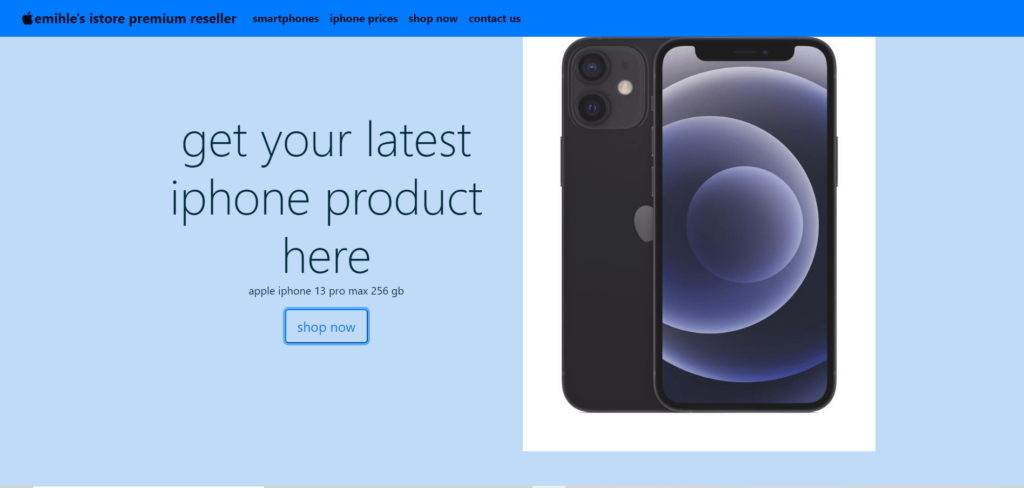 emihle's istore premium reseller smartphones iphone prices shop now contact us
get your latest
iphone product
here
apple iphone 13 pro max 256 gb
shop now